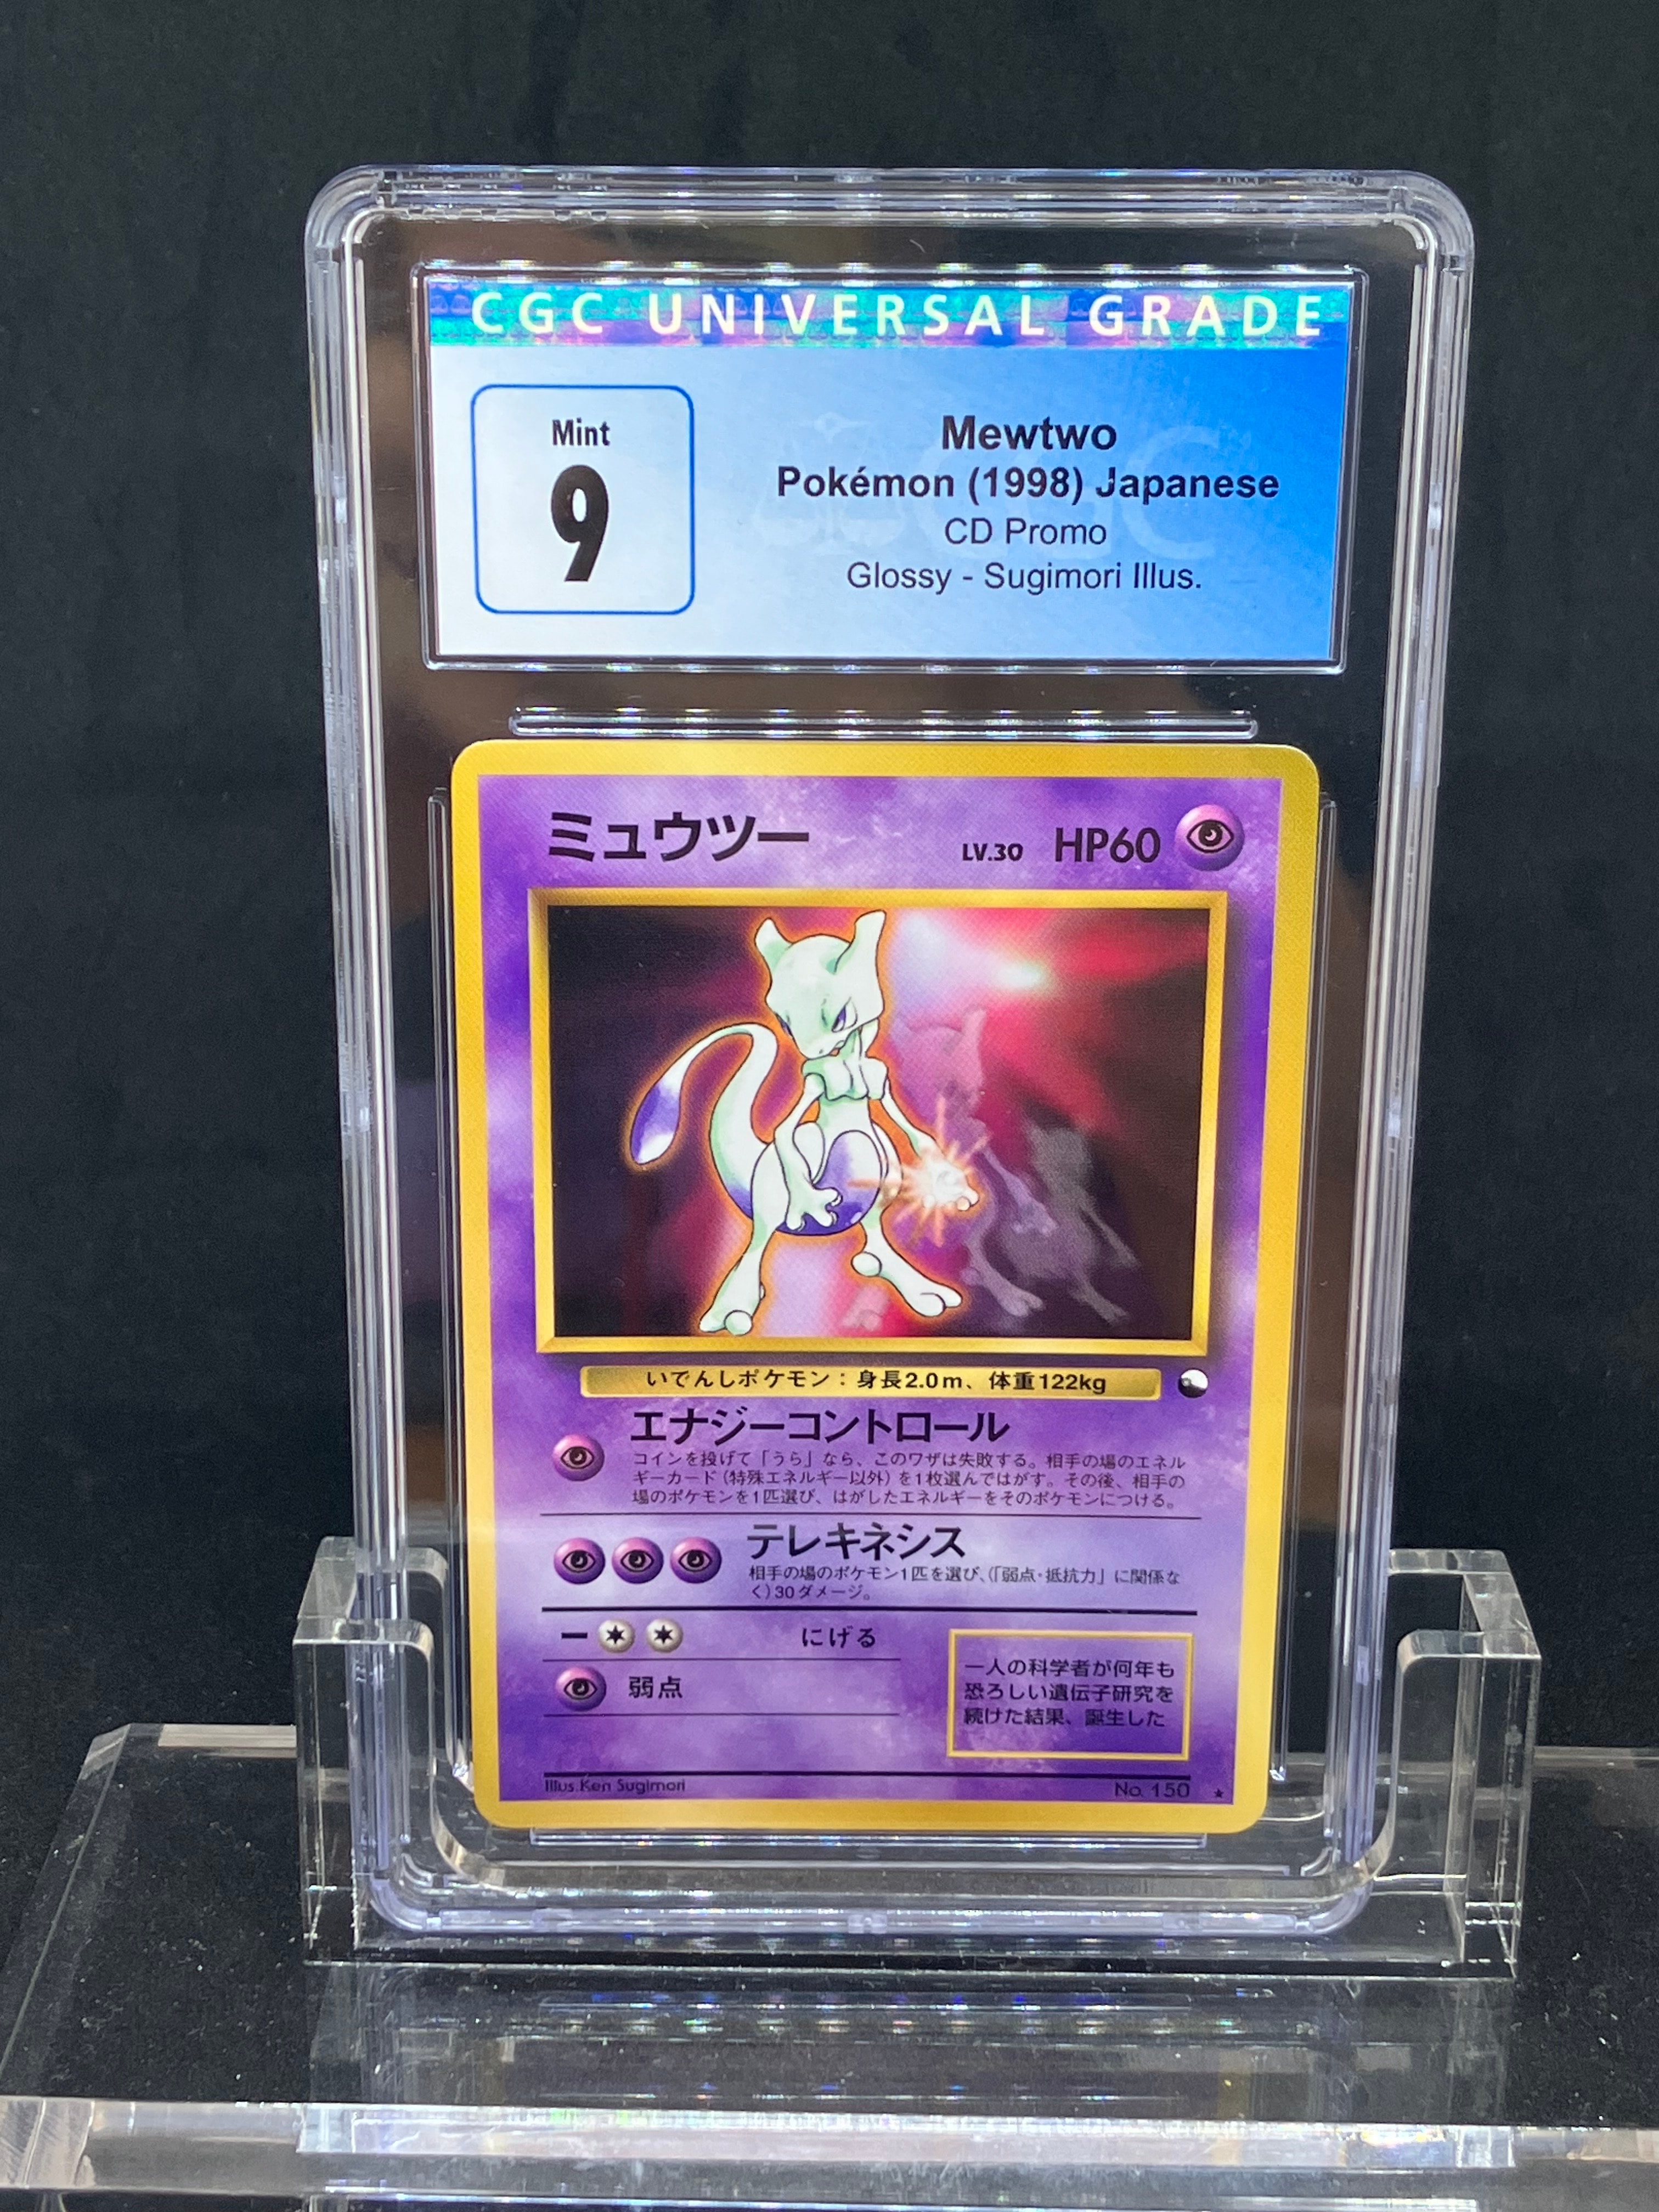 CGC UNIVERSAL GRADE
Mint
9
Mewtwo
Pokémon (1998) Japanese
CD Promo
Glossy - Sugimori Illus.
ミュウツー LV.30 HP60
いでんしポケモン：身長2.0m、体重122kg
エナジーコントロール
コインを投げて「うら」なら、このワザは失敗する。相手の場のエネル
ギーカード（特殊エネルギー以外）を1枚選んではがす。その後、相手の
場のポケモンを1匹選び、はがしたエネルギーをそのポケモンにつける。
テレキネシス
相手の場のポケモン1匹を選び、（「弱点・抵抗力」に関係な
く）30ダメージ。
にげる
弱点
一人の科学者が何年も
恐ろしい遺伝子研究を
続けた結果、誕生した
Illus.Ken Sugimori
No. 150 ★